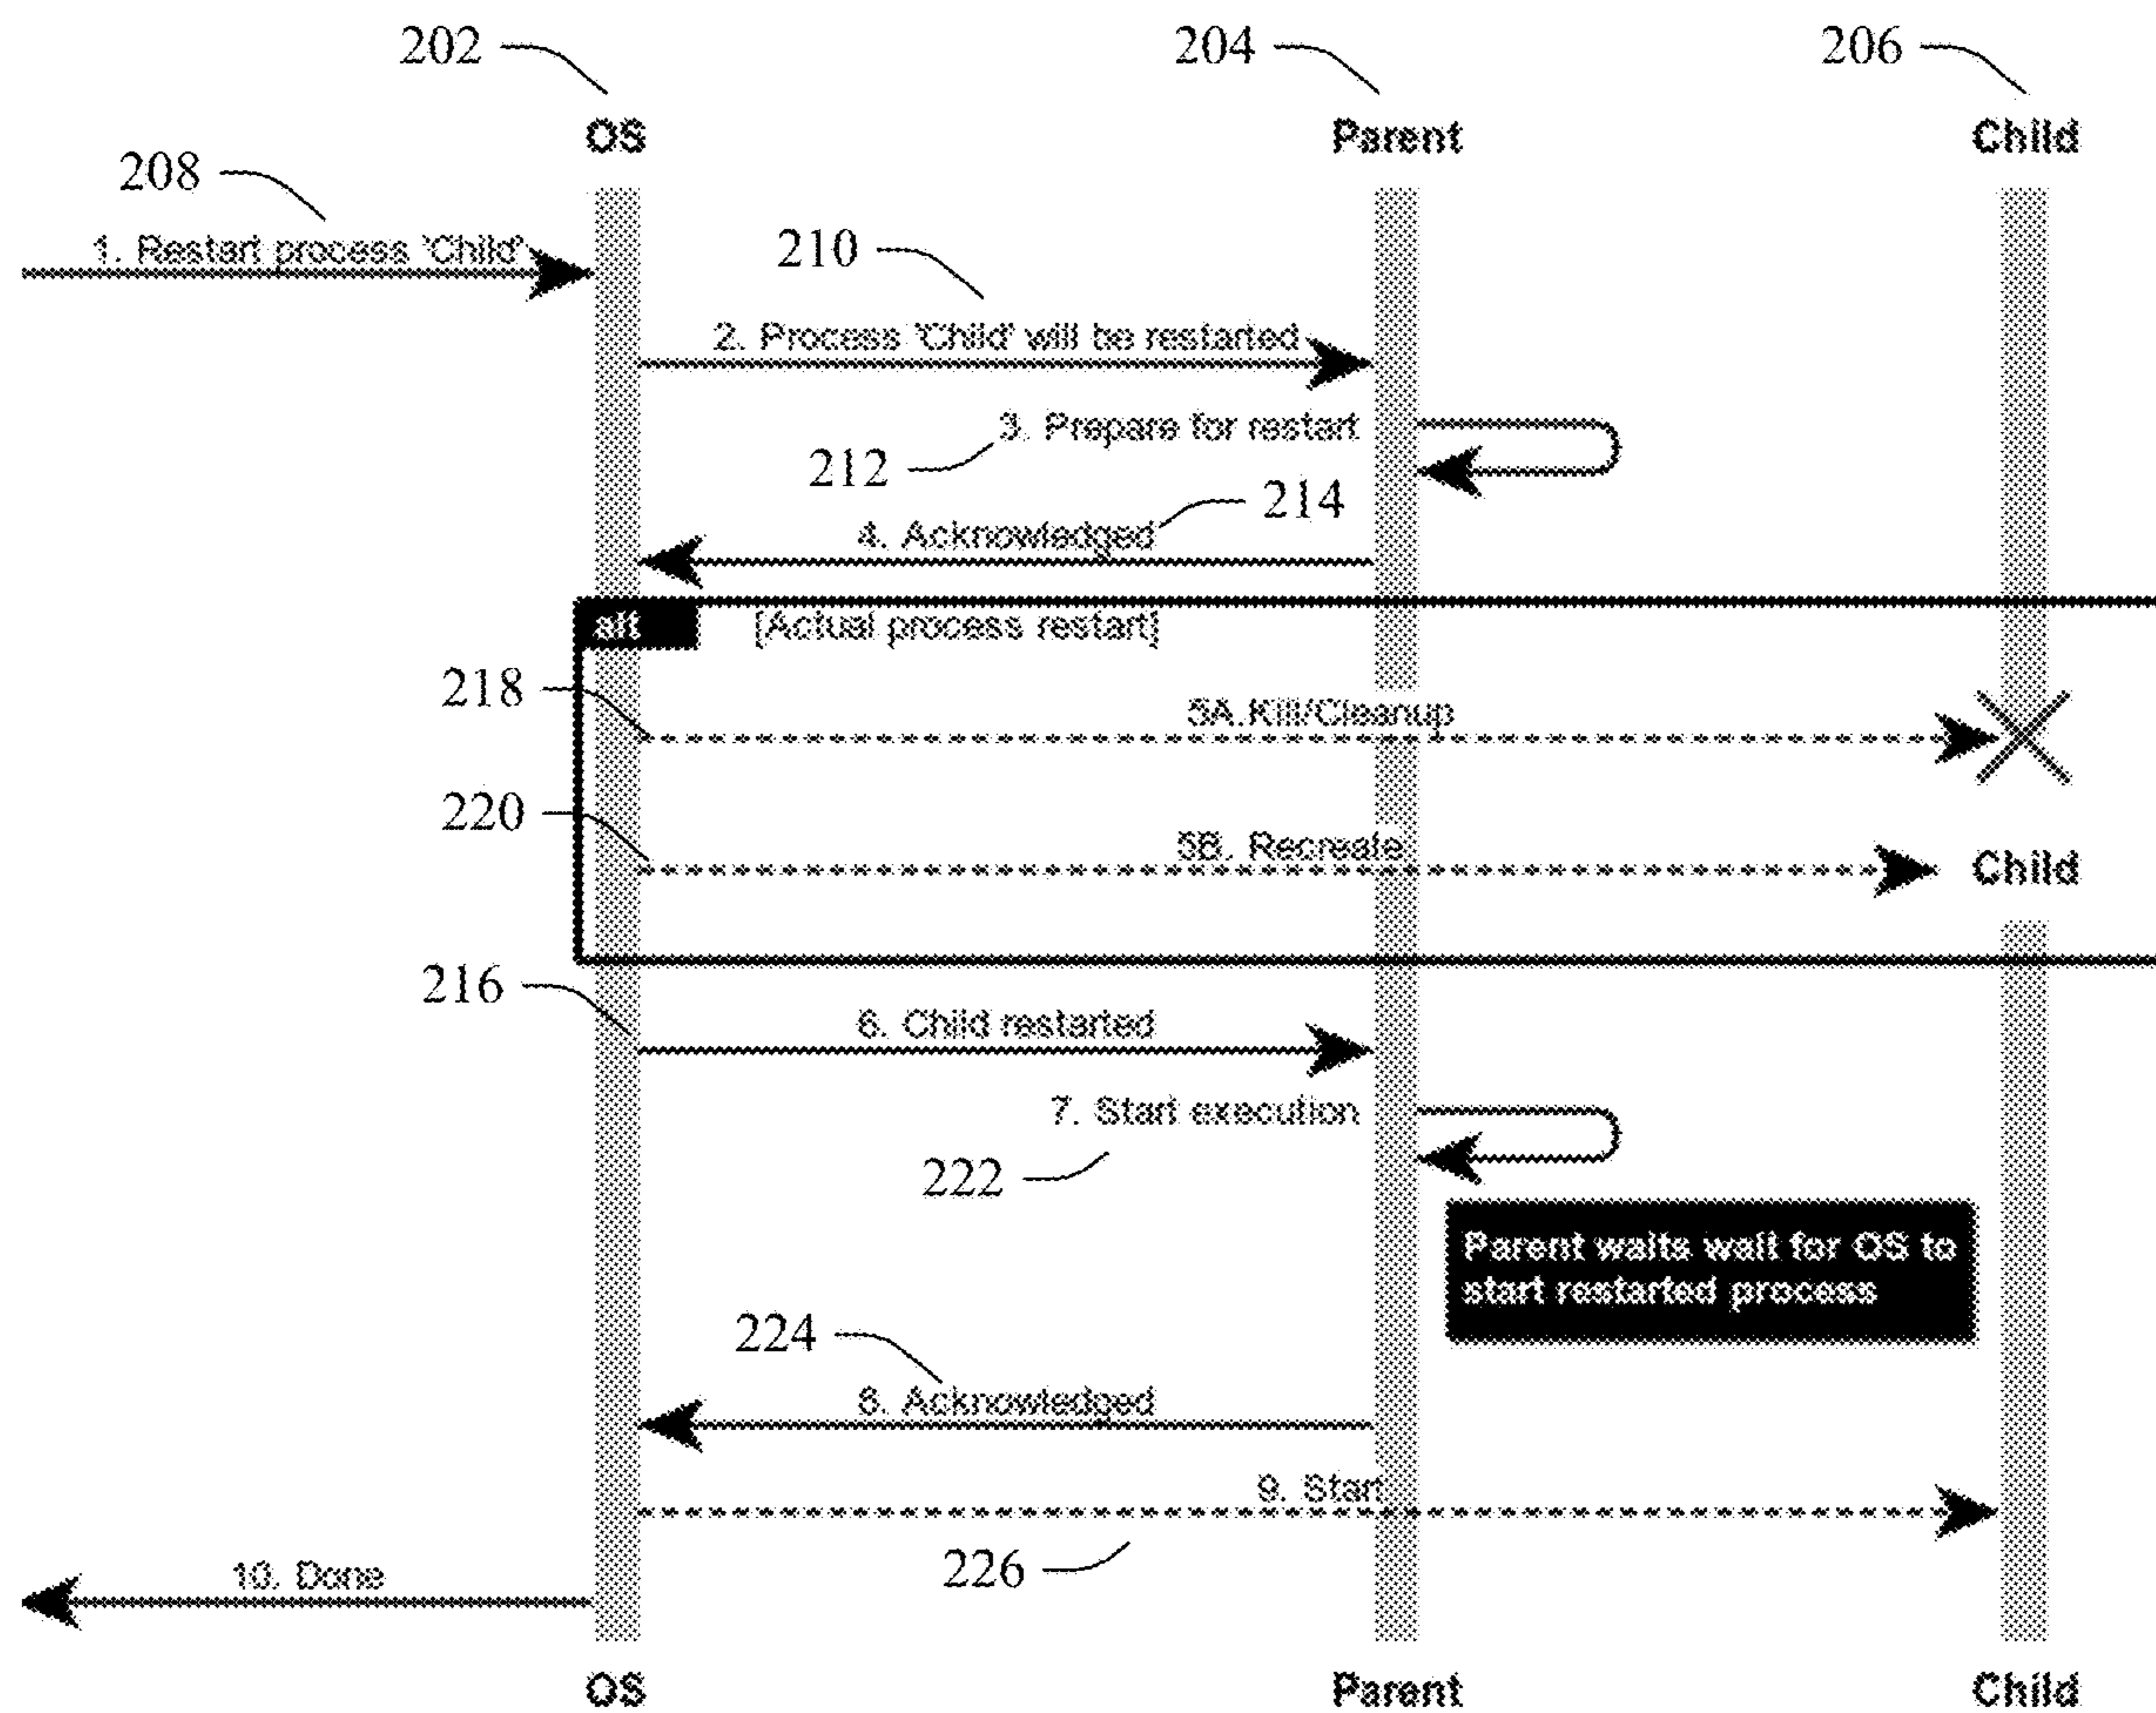 202
204
206
OS
Parent
Child
208
1. Restart process 'Child'
210
2. Process 'Child' will be restarted
3. Prepare for restart
212
214
4. Acknowledged
alt
[Actual process restart]
218
5A.Kill/Cleanup
220
5B. Recreate
Child
216
6. Child restarted
7. Start execution
222
Parent waits wait for OS to
start restarted process
224
8. Acknowledged
9. Start
226
10. Done
OS
Parent
Child